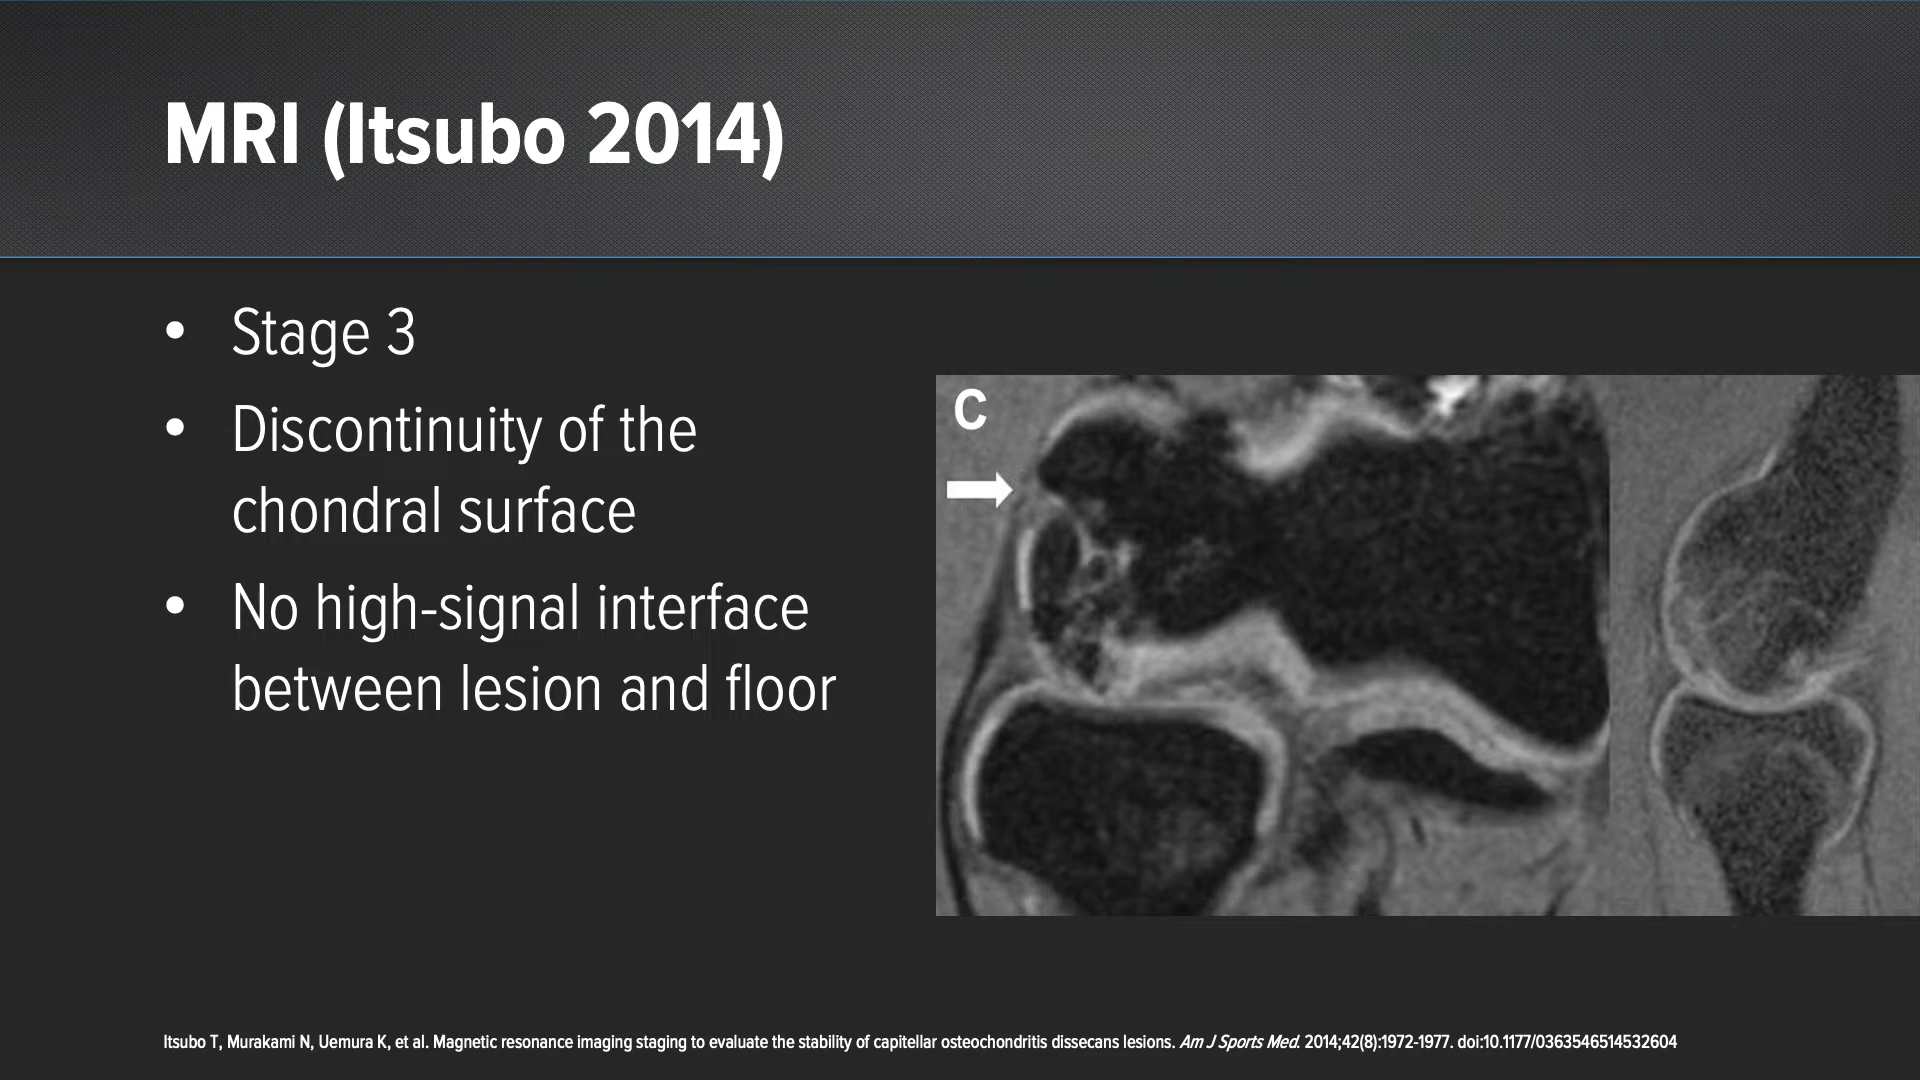 MRI (Itsubo 2014)
• Stage 3
• Discontinuity of the
chondral surface
• No high-signal interface
between lesion and floor
C
Itsubo T, Murakami N, Uemura K, et al. Magnetic resonance imaging staging to evaluate the stability of capitellar osteochondritis dissecans lesions. Am J Sports Med. 2014;42(8):1972-1977. doi:10.1177/0363546514532604